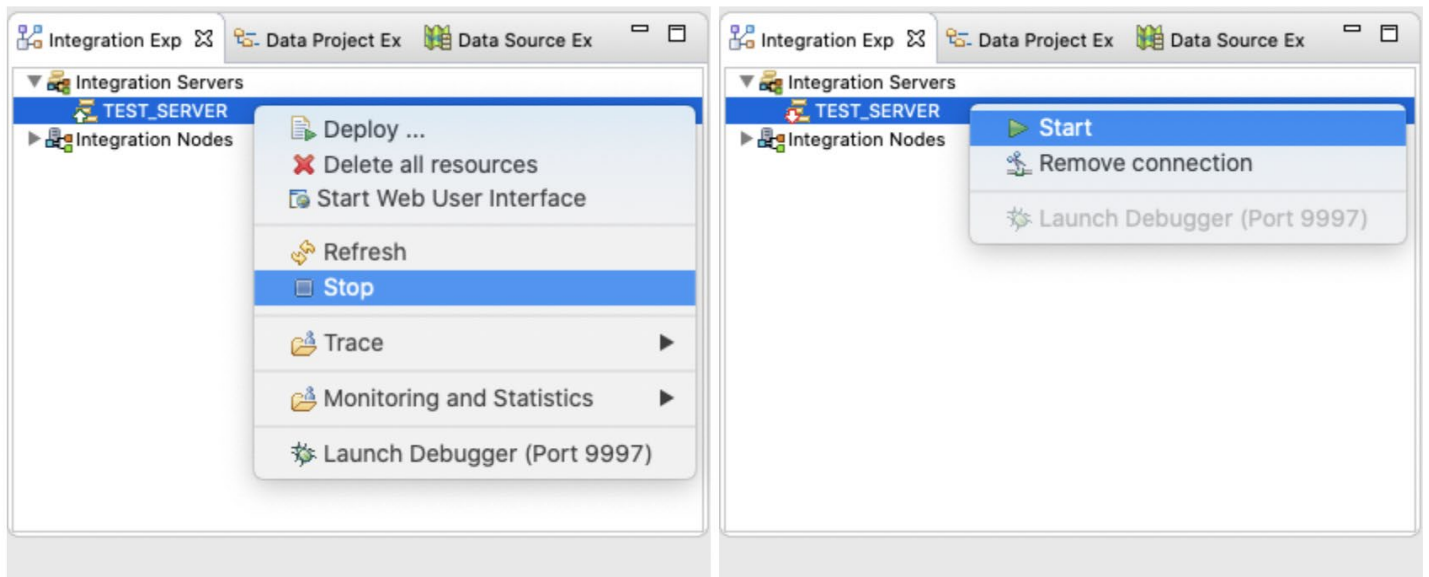 Integration Exp Data Project Ex Data Source Ex
Integration Servers
TEST_SERVER
Integration Nodes
Deploy ...
Delete all resources
Start Web User Interface
Refresh
Stop
Trace
Monitoring and Statistics
Launch Debugger (Port 9997)
Integration Exp Data Project Ex Data Source Ex
Integration Servers
TEST_SERVER
Integration Nodes
Start
Remove connection
Launch Debugger (Port 9997)